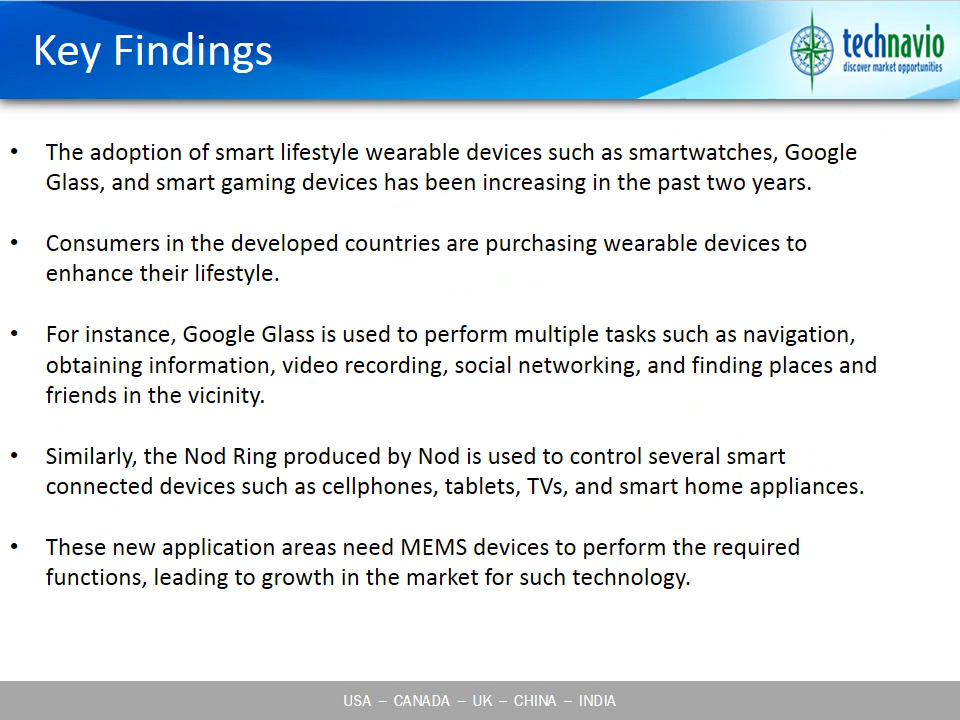 Key Findings
technavio
discover market opportunities
• The adoption of smart lifestyle wearable devices such as smartwatches, Google
Glass, and smart gaming devices has been increasing in the past two years.
• Consumers in the developed countries are purchasing wearable devices to
enhance their lifestyle.
• For instance, Google Glass is used to perform multiple tasks such as navigation,
obtaining information, video recording, social networking, and finding places and
friends in the vicinity.
• Similarly, the Nod Ring produced by Nod is used to control several smart
connected devices such as cellphones, tablets, TVs, and smart home appliances.
• These new application areas need MEMS devices to perform the required
functions, leading to growth in the market for such technology.
USA – CANADA – UK – CHINA – INDIA